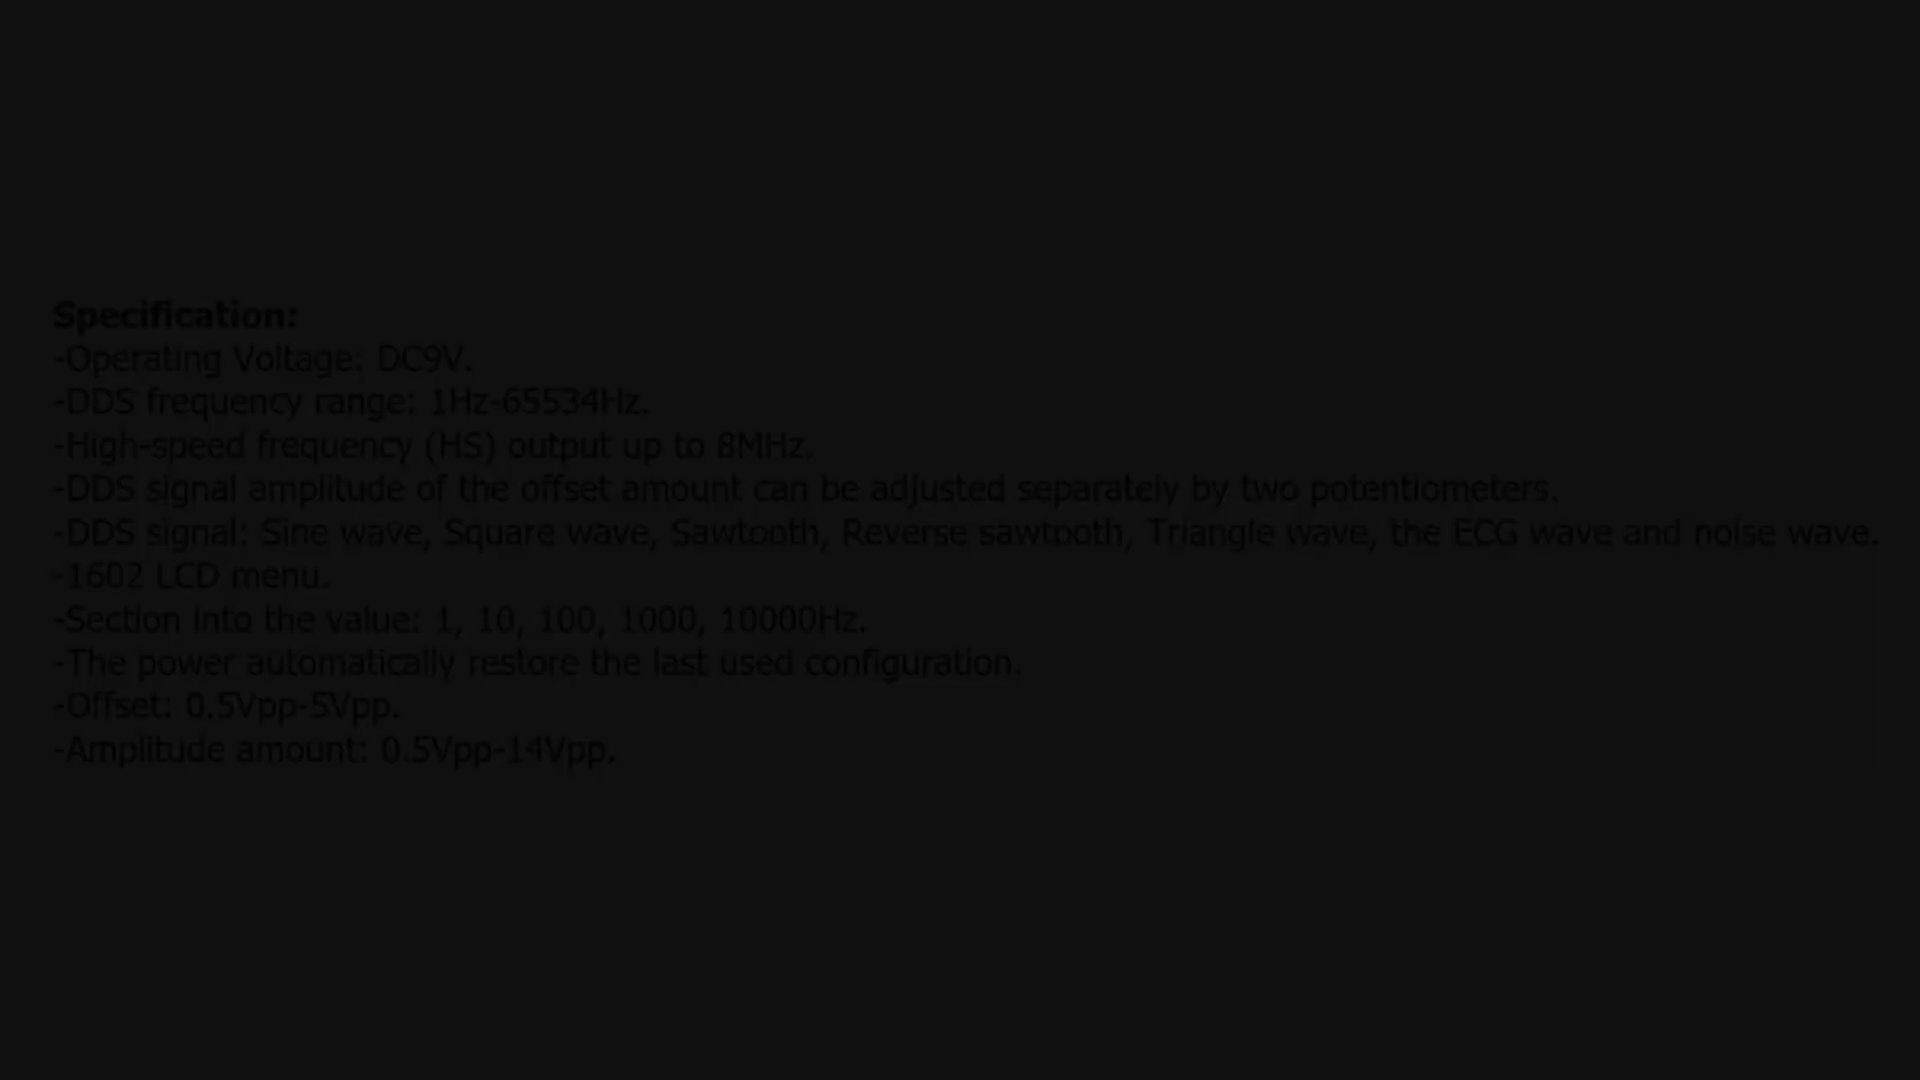 Specification:
-Operating Voltage: DC9V.
-DDS frequency range: 1Hz-65534Hz.
-High-speed frequency (HS) output up to 8MHz.
-DDS signal amplitude of the offset amount can be adjusted separately by two potentiometers.
-DDS signal: Sine wave, Square wave, Sawtooth, Reverse sawtooth, Triangle wave, the ECG wave and noise wave.
-1602 LCD menu.
-Section into the value: 1, 10, 100, 1000, 10000Hz.
-The power automatically restore the last used configuration.
-Offset: 0.5Vpp-5Vpp.
-Amplitude amount: 0.5Vpp-14Vpp.